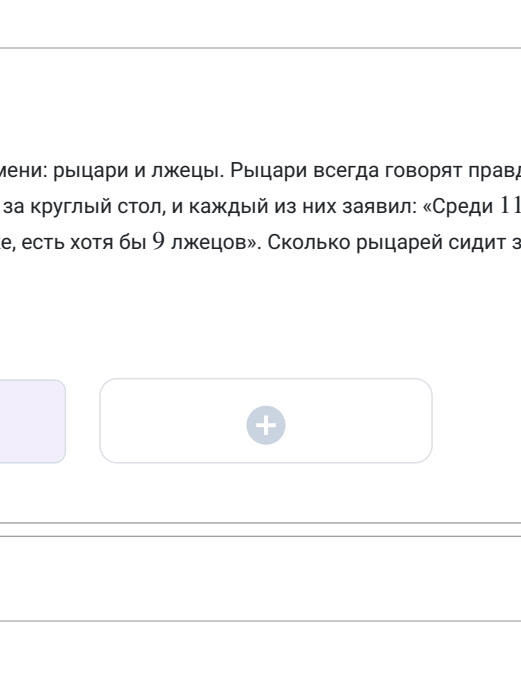 мени: рыцари и лжецы. Рыцари всегда говорят правд
за круглый стол, и каждый из них заявил: «Среди 11
е, есть хотя бы 9 лжецов». Сколько рыцарей сидит з